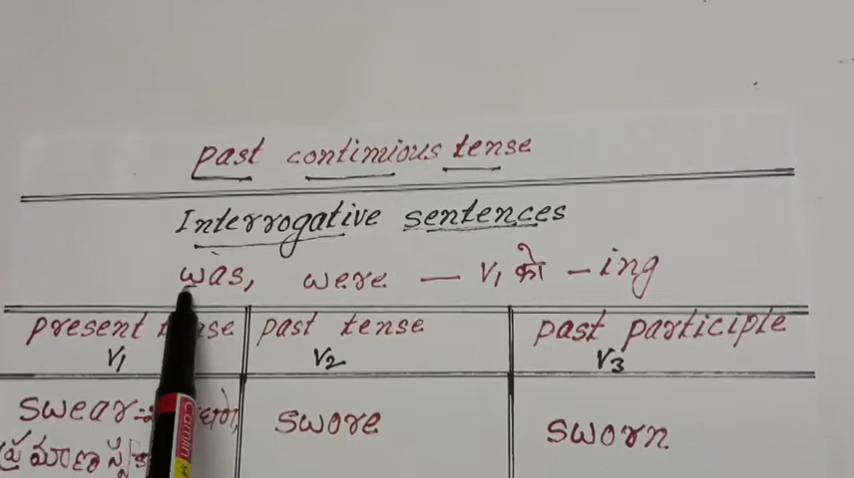 past continious tense
Interrogative sentences
was, were — V1 को - ing
present past tense past participle
V1 V2 V3
swear swore sworn